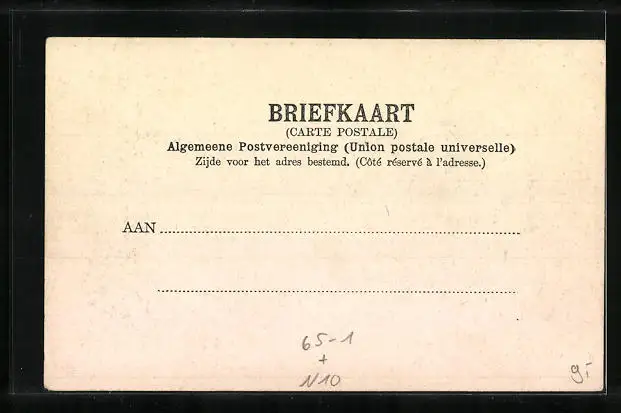 BRIEFKAART
(CARTE POSTALE)
Algemeene Postvereeniging (Union postale universelle)
Zijde voor het adres bestemd. (Côté réservé à l'adresse.)
AAN
65-1
+
N10
9,-